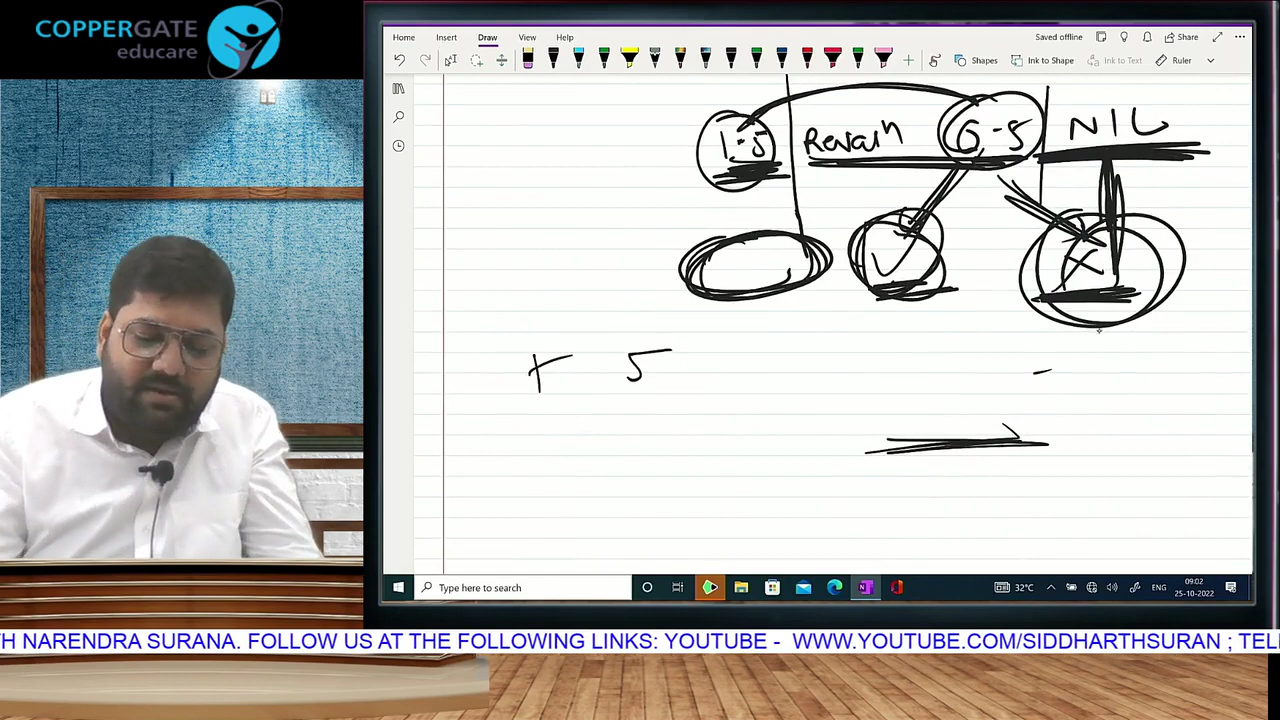 COPPERGATE
educare
Home Insert Draw View Help
Saved offline
Share
Shapes
Ink to Shape
Ink to Text
Ruler
1-5 Retain 6-5 NIL
+ 5 -
Type here to search
32°C
ENG
09:02
25-10-2022
TH NARENDRA SURANA. FOLLOW US AT THE FOLLOWING LINKS: YOUTUBE - WWW.YOUTUBE.COM/SIDDHARTHSURAN ; TEL